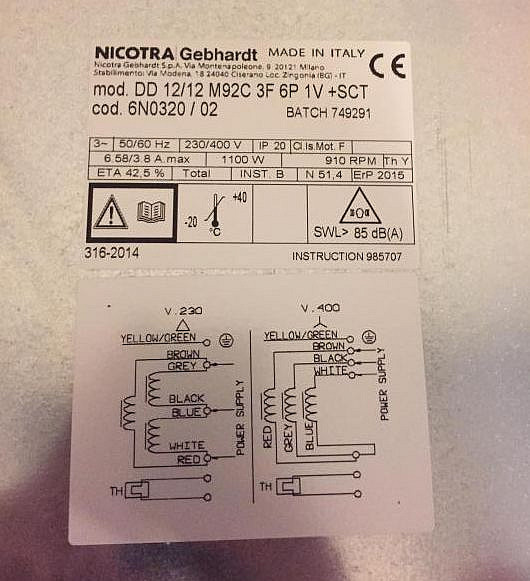 NICOTRA Gebhardt MADE IN ITALY CE
Nicotra Gebhardt S.p.A. Via Montenapoleone, 9 20121 Milano
Stabilimento: Via Modena, 18 24040 Ciserano Loc. Zingonia (BG) - IT
mod. DD 12/12 M92C 3F 6P 1V +SCT
cod. 6N0320 / 02 BATCH 749291
3~ 50/60 Hz 230/400 V IP 20 Cl.Is.Mot. F
6.58/3.8 A.max 1100 W 910 RPM Th Y
ETA 42,5 % Total INST. B N 51,4 ErP 2015
-20 +40
°C
SWL> 85 dB(A)
316-2014 INSTRUCTION 985707
V.230 V.400
YELLOW/GREEN YELLOW/GREEN
BROWN BROWN
GREY BLACK
BLACK WHITE
BLUE
WHITE
RED
POWER SUPPLY
RED GREY BLUE
POWER SUPPLY
TH TH